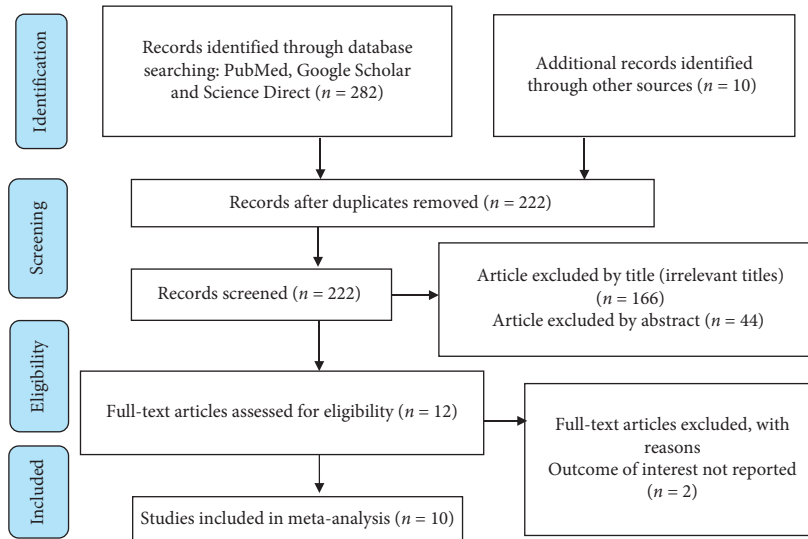 Identification
Records identified through database
searching: PubMed, Google Scholar
and Science Direct (n = 282)
Additional records identified
through other sources (n = 10)
Screening
Records after duplicates removed (n = 222)
Records screened (n = 222)
Article excluded by title (irrelevant titles)
(n = 166)
Article excluded by abstract (n = 44)
Eligibility
Full-text articles assessed for eligibility (n = 12)
Full-text articles excluded, with
reasons
Outcome of interest not reported
(n = 2)
Included
Studies included in meta-analysis (n = 10)